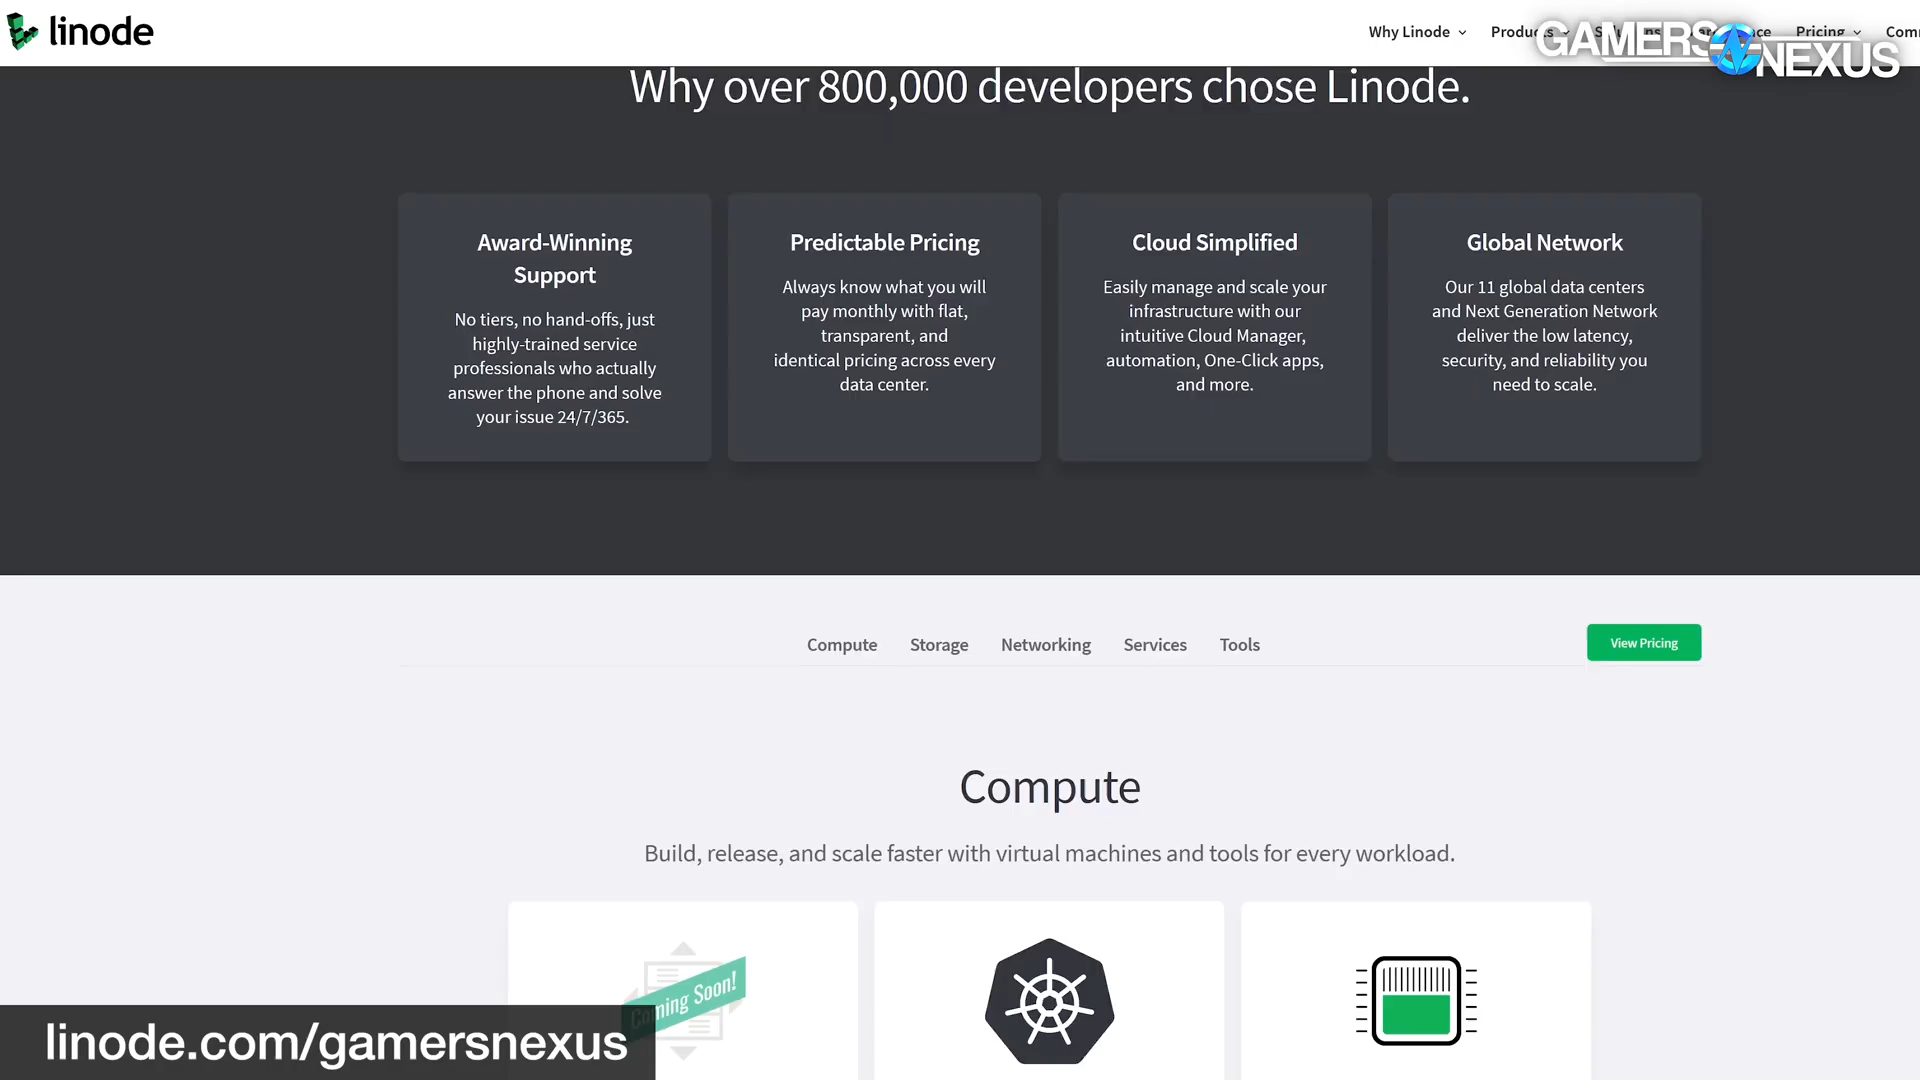 linode
Why Linode
Pricing
GAMERS NEXUS
Why over 800,000 developers chose Linode.
Award-Winning
Support
No tiers, no hand-offs, just
highly-trained service
professionals who actually
answer the phone and solve
your issue 24/7/365.
Predictable Pricing
Always know what you will
pay monthly with flat,
transparent, and
identical pricing across every
data center.
Cloud Simplified
Easily manage and scale your
infrastructure with our
intuitive Cloud Manager,
automation, One-Click apps,
and more.
Global Network
Our 11 global data centers
and Next Generation Network
deliver the low latency,
security, and reliability you
need to scale.
Compute
Storage
Networking
Services
Tools
View Pricing
Compute
Build, release, and scale faster with virtual machines and tools for every workload.
Coming Soon!
linode.com/gamersnexus